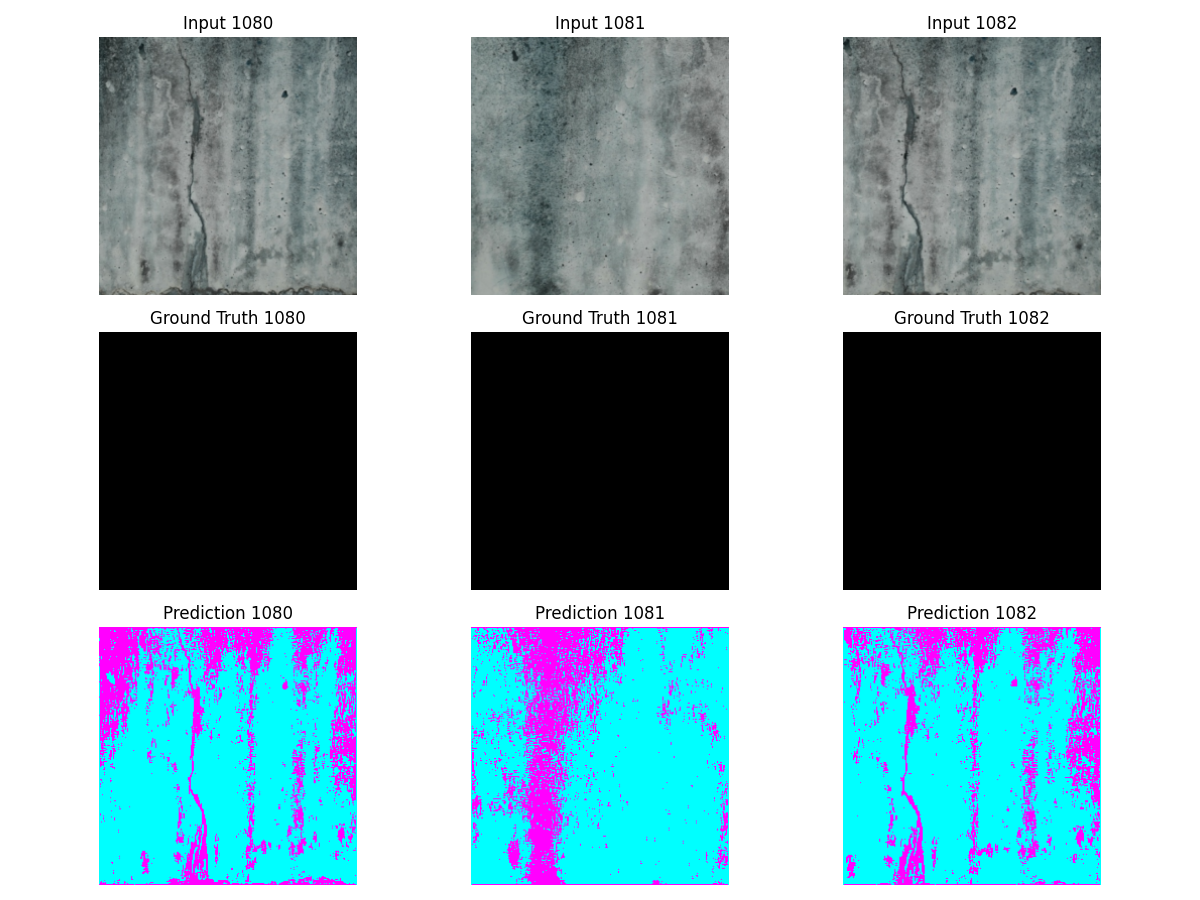 Input 1080
Input 1081
Input 1082
Ground Truth 1080
Ground Truth 1081
Ground Truth 1082
Prediction 1080
Prediction 1081
Prediction 1082